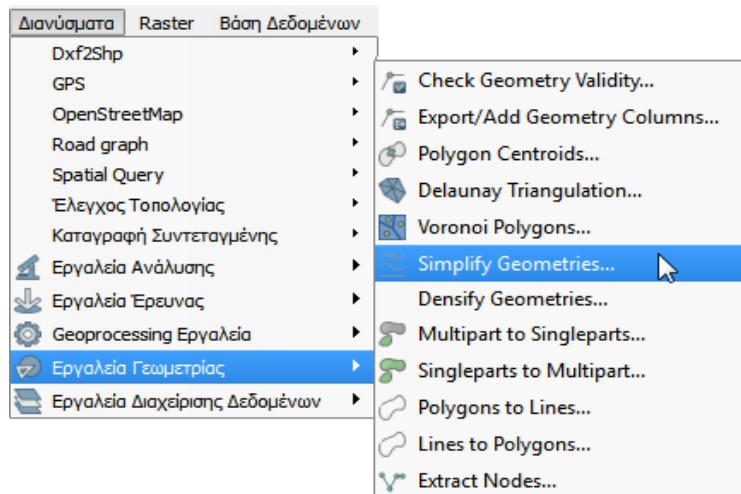 Διανύσματα Raster Βάση Δεδομένων
Dxf2Shp
GPS
OpenStreetMap
Road graph
Spatial Query
Έλεγχος Τοπολογίας
Καταγραφή Συντεταγμένης
Εργαλεία Ανάλυσης
Εργαλεία Έρευνας
Geoprocessing Εργαλεία
Εργαλεία Γεωμετρίας
Εργαλεία Διαχείρισης Δεδομένων
Check Geometry Validity...
Export/Add Geometry Columns...
Polygon Centroids...
Delaunay Triangulation...
Voronoi Polygons...
Simplify Geometries...
Densify Geometries...
Multipart to Singleparts...
Singleparts to Multipart...
Polygons to Lines...
Lines to Polygons...
Extract Nodes...